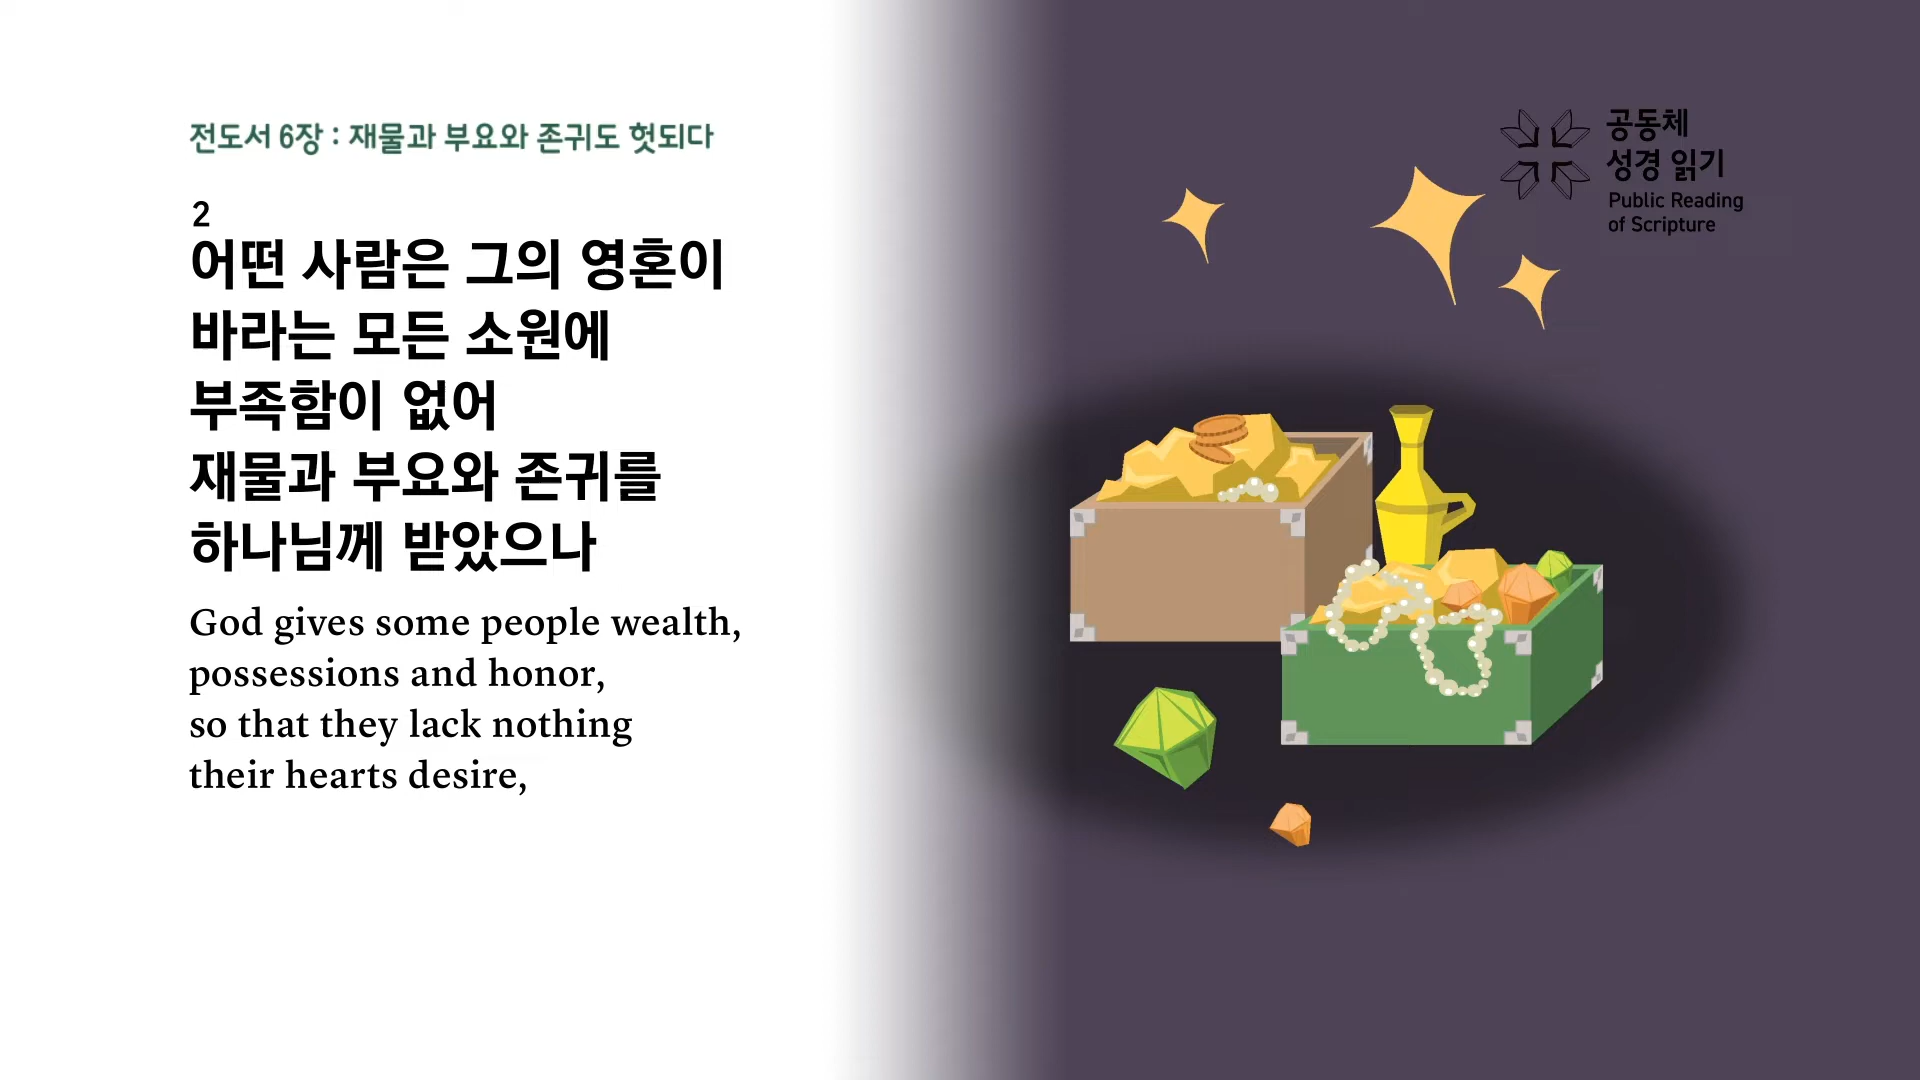 전도서 6장 : 재물과 부요와 존귀도 헛되다
2
어떤 사람은 그의 영혼이
바라는 모든 소원에
부족함이 없어
재물과 부요와 존귀를
하나님께 받았으나
God gives some people wealth,
possessions and honor,
so that they lack nothing
their hearts desire,
공동체
성경 읽기
Public Reading
of Scripture